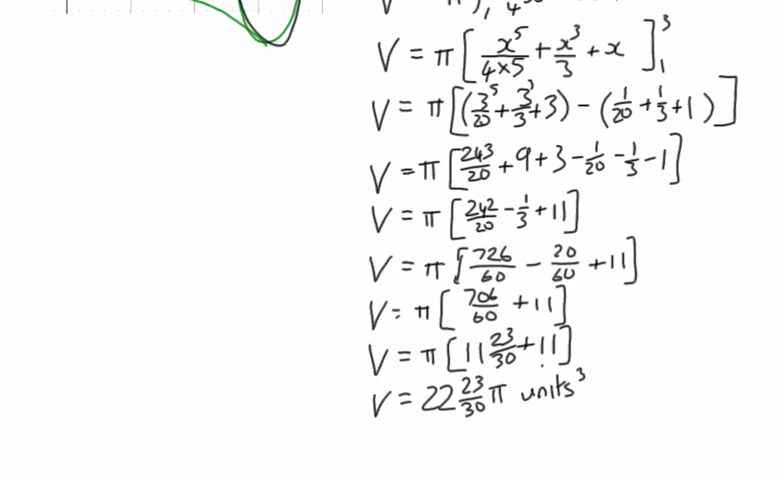 V = π[x⁵/4×5 + x³/3 + x]₁³
V = π[(3⁵/20 + 3³/3 + 3) - (1/20 + 1/3 + 1)]
V = π[243/20 + 9 + 3 - 1/20 - 1/3 - 1]
V = π[242/20 - 1/3 + 11]
V = π[726/60 - 20/60 + 11]
V = π[706/60 + 11]
V = π[11 23/30 + 11]
V = 22 23/30 π units³